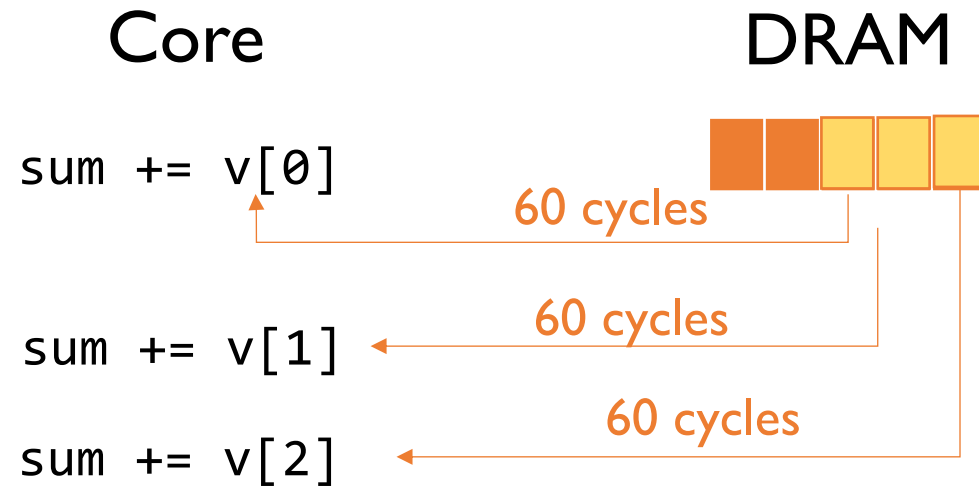 Core
DRAM
sum += v[0]
60 cycles
60 cycles
sum += v[1]
60 cycles
sum += v[2]